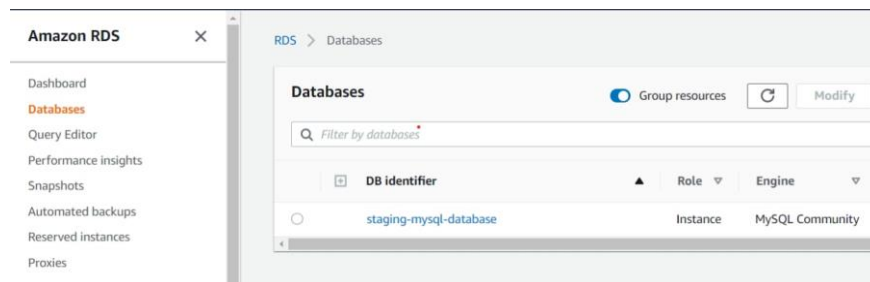 Amazon RDS
Dashboard
Databases
Query Editor
Performance insights
Snapshots
Automated backups
Reserved instances
Proxies
RDS > Databases
Databases
Group resources
Modify
Filter by databases
DB identifier Role Engine
staging-mysql-database Instance MySQL Community